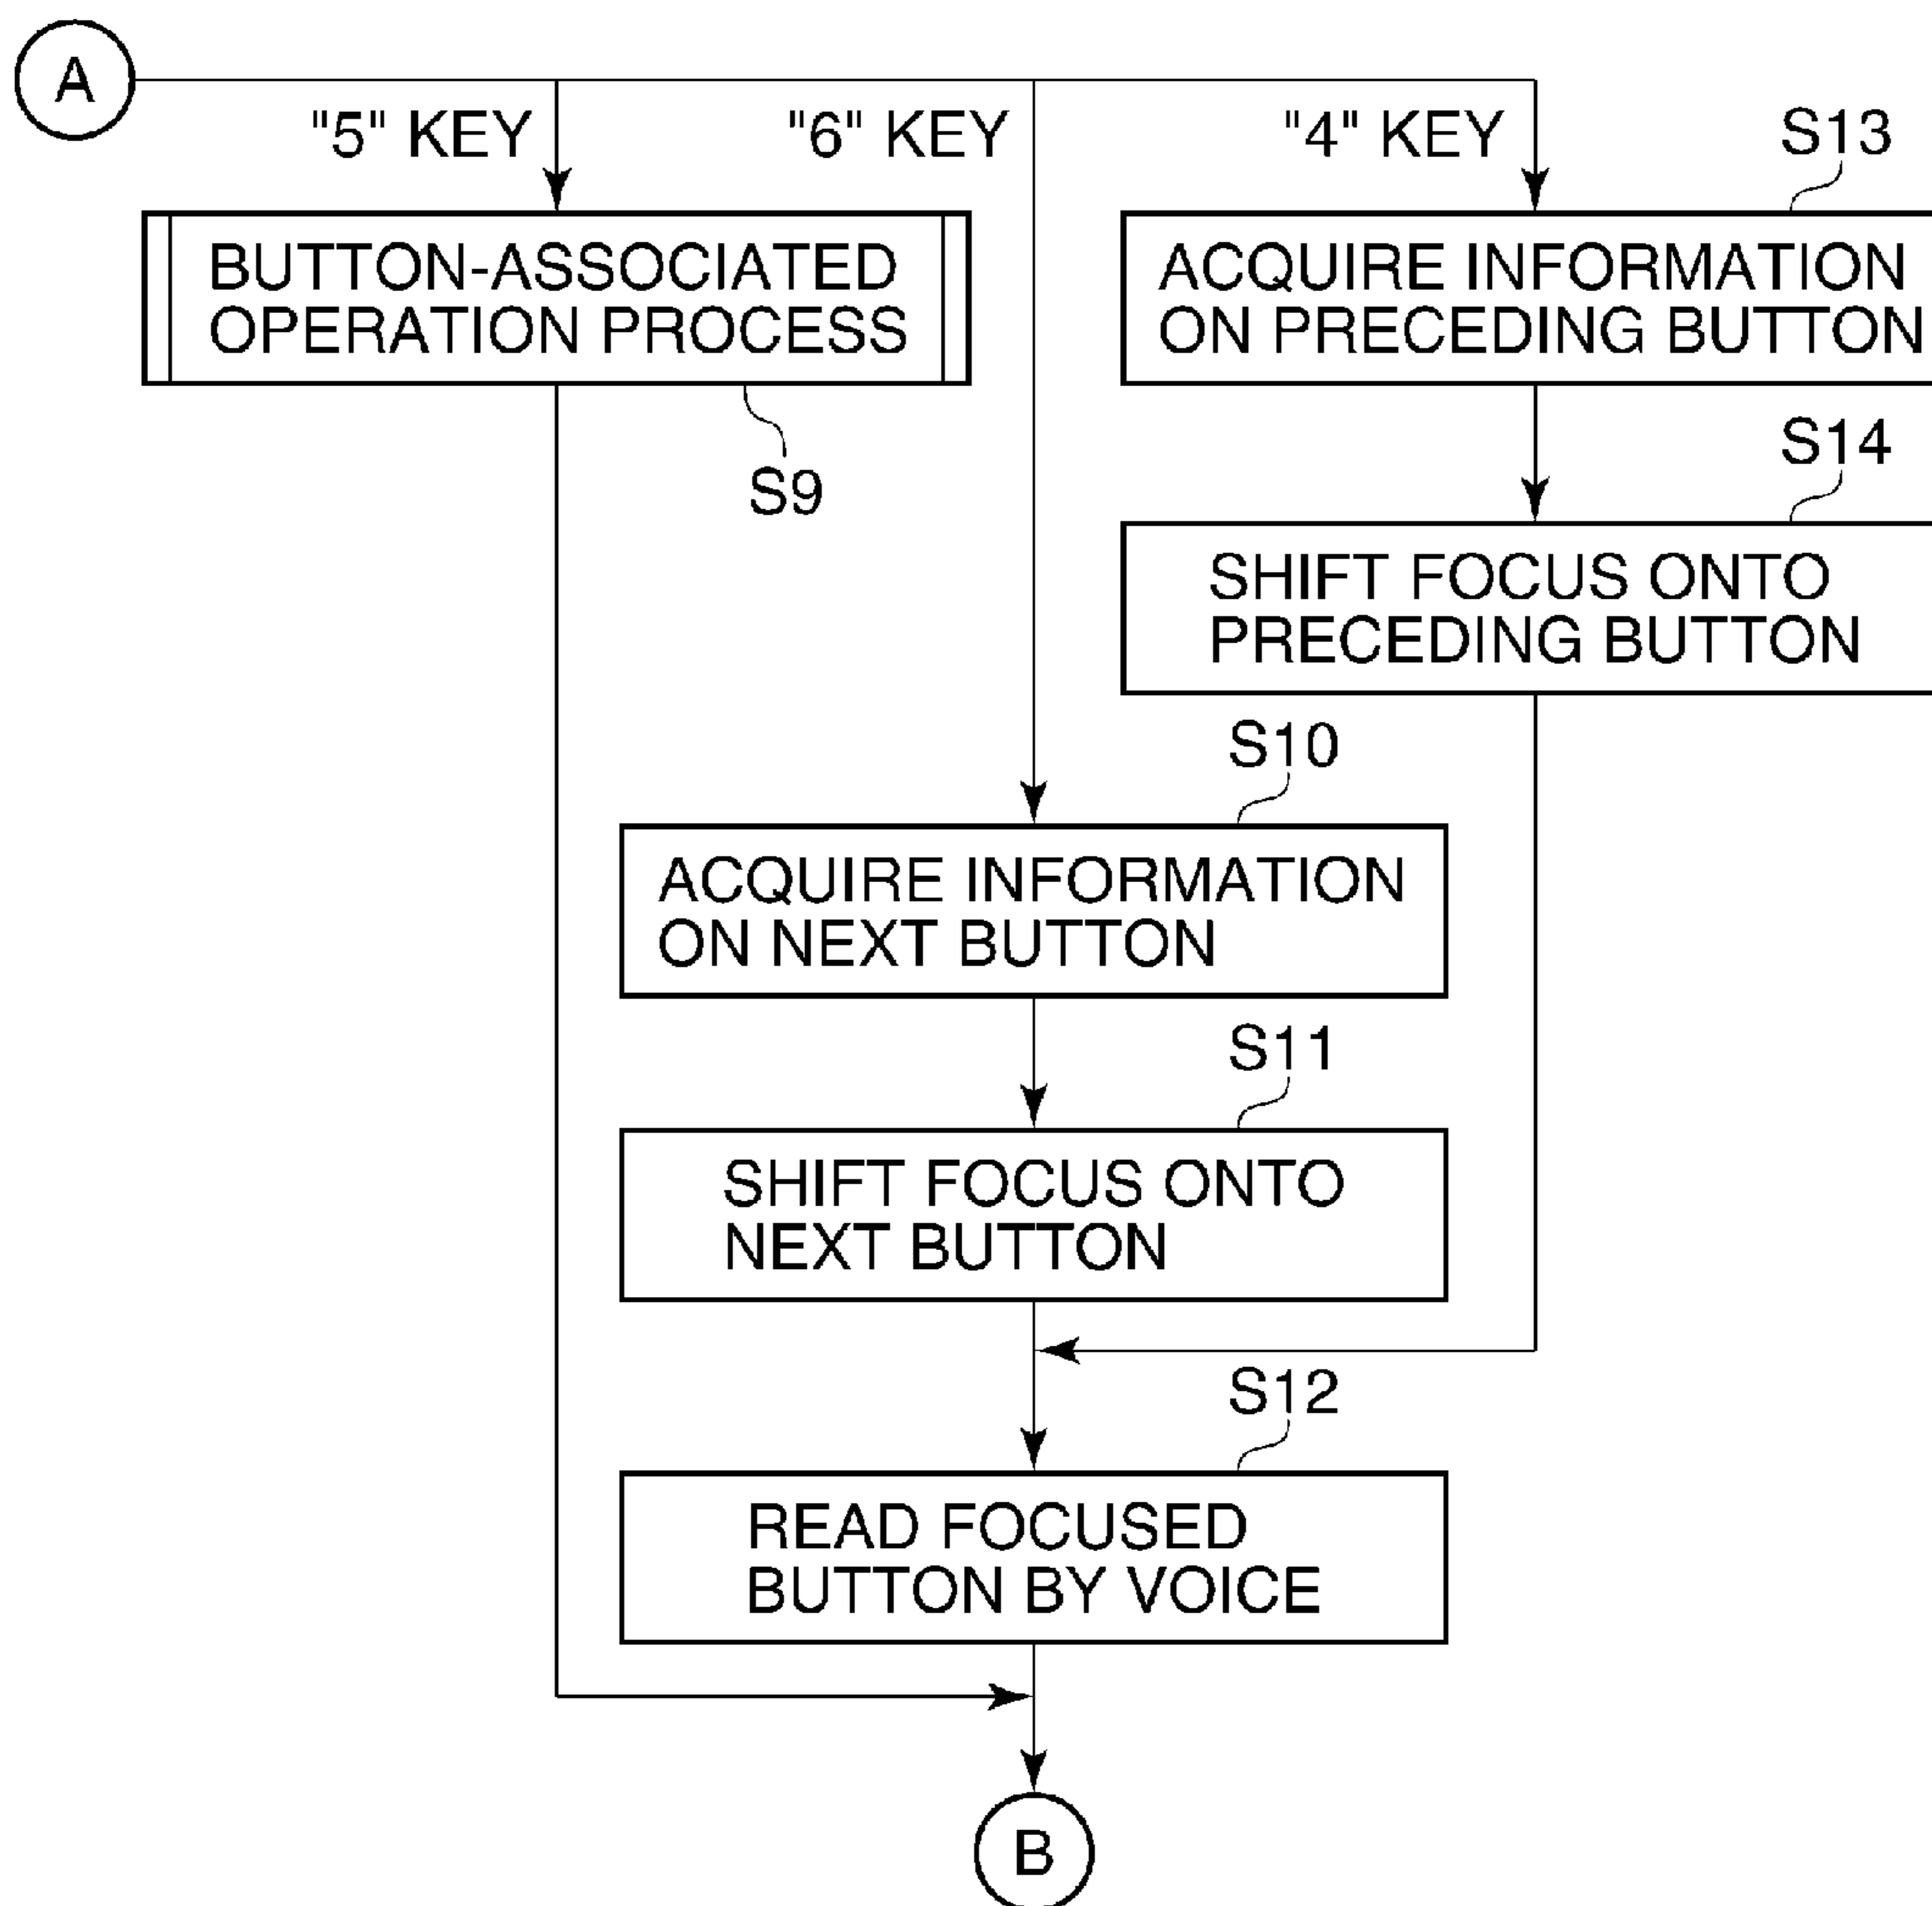 A
"5" KEY
"6" KEY
"4" KEY
S13
BUTTON-ASSOCIATED
OPERATION PROCESS
ACQUIRE INFORMATION
ON PRECEDING BUTTON
S9
S14
SHIFT FOCUS ONTO
PRECEDING BUTTON
S10
ACQUIRE INFORMATION
ON NEXT BUTTON
S11
SHIFT FOCUS ONTO
NEXT BUTTON
S12
READ FOCUSED
BUTTON BY VOICE
B